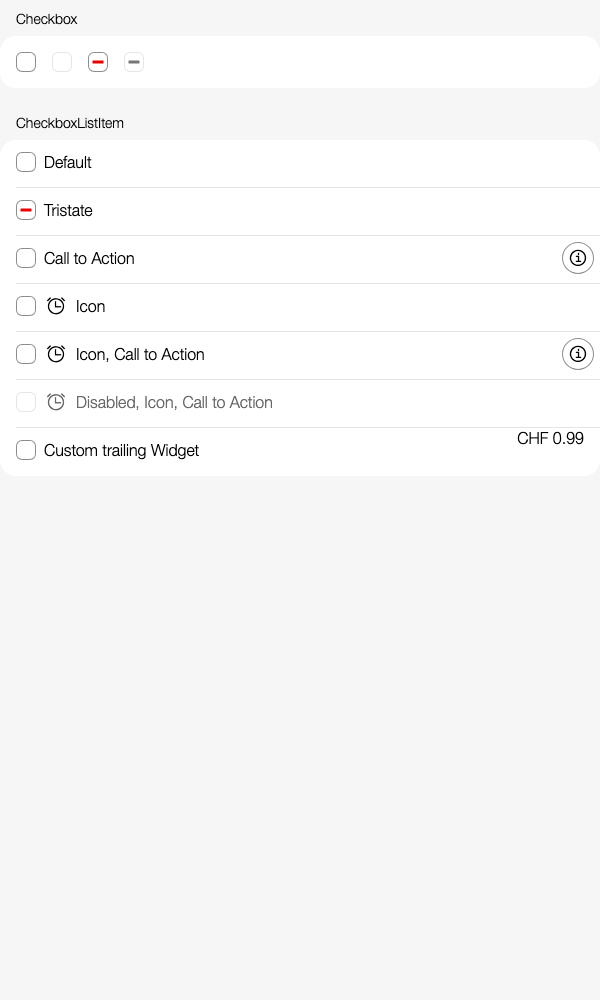 Checkbox
CheckboxListItem
Default
Tristate
Call to Action
Icon
Icon, Call to Action
Disabled, Icon, Call to Action
CHF 0.99
Custom trailing Widget